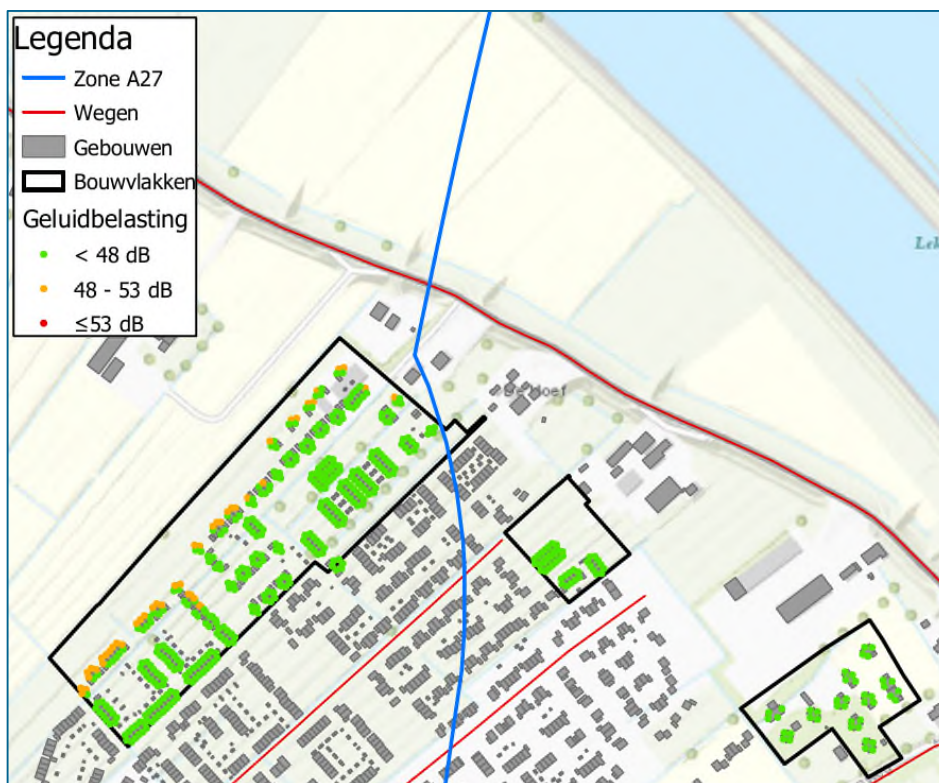 Legenda
Zone A27
Wegen
Gebouwen
Bouwvlakken
Geluidbelasting
< 48 dB
48 - 53 dB
≤53 dB
Lek